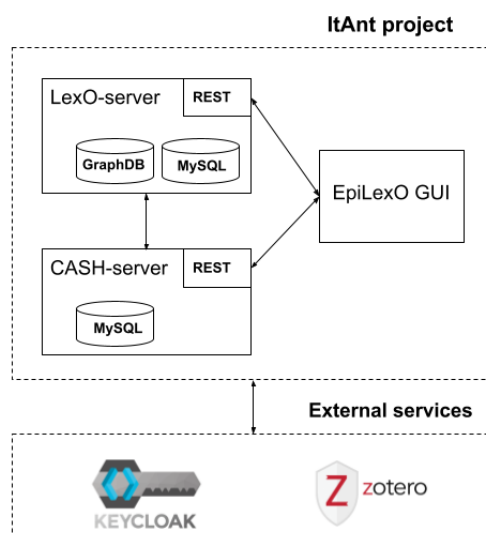 ItAnt project
LexO-server
REST
GraphDB
MySQL
EpiLexO GUI
CASH-server
REST
MySQL
External services
KEYCLOAK
Z zotero